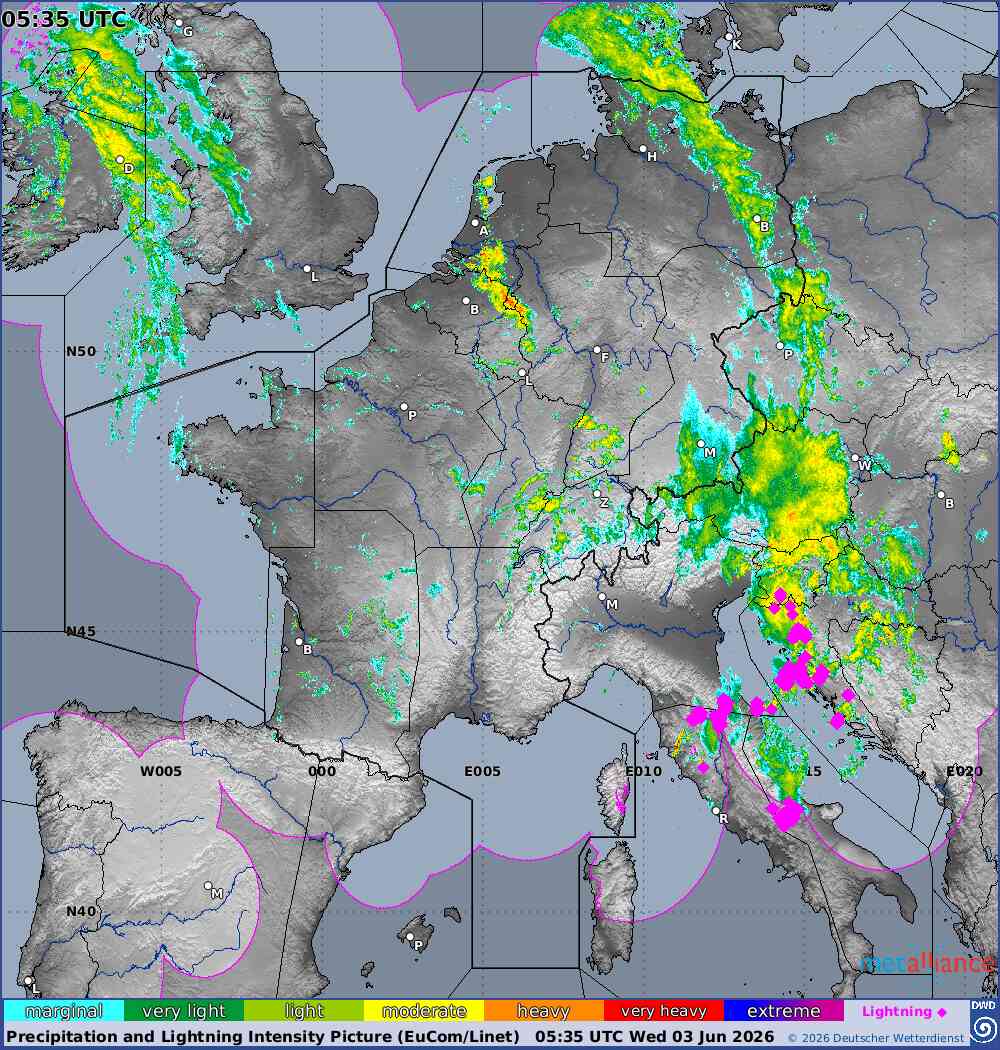 05:35 UTC
G
K
H
D
A
B
L
B
N50
F
P
L
P
M
W
B
Z
M
N45
B
W005
000
E005
E010
15
E020
R
M
N40
P
L
metalliance
marginal very light light moderate heavy very heavy extreme Lightning
DWD
Precipitation and Lightning Intensity Picture (EuCom/Linet) 05:35 UTC Wed 03 Jun 2026 © 2026 Deutscher Wetterdienst